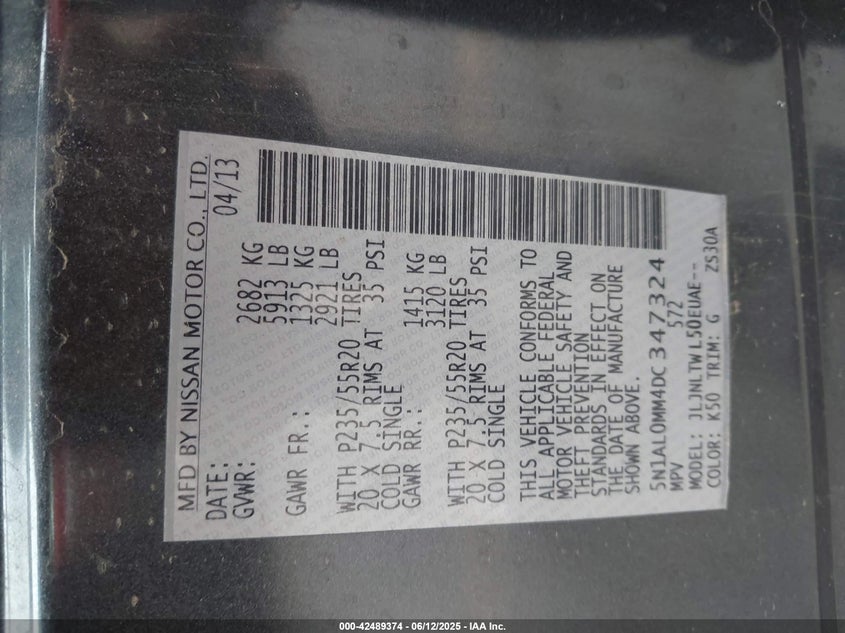 MFD BY NISSAN MOTOR CO., LTD.
DATE: 04/13
GVWR: 2682 KG
5913 LB
GAWR FR.: 1325 KG
2921 LB
WITH P235/55R20 TIRES
20 X 7.5 RIMS AT 35 PSI
COLD SINGLE
GAWR RR.: 1415 KG
3120 LB
WITH P235/55R20 TIRES
20 X 7.5 RIMS AT 35 PSI
COLD SINGLE
THIS VEHICLE CONFORMS TO
ALL APPLICABLE FEDERAL
MOTOR VEHICLE SAFETY AND
THEFT PREVENTION
STANDARDS IN EFFECT ON
THE DATE OF MANUFACTURE
SHOWN ABOVE.
5N1AL0MM4DC347324
MPV 572
MODEL: JLJNLTWL50EUAE--
COLOR: K50 TRIM: G ZS30A
000-42489374 - 06/12/2025 - IAA Inc.